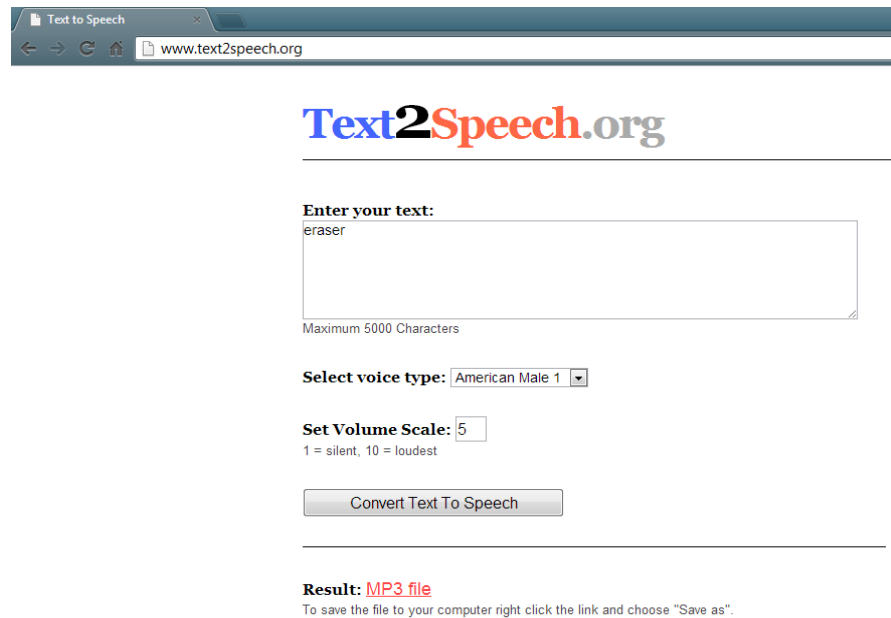 Text to Speech
www.text2speech.org
Text2Speech.org
Enter your text:
eraser
Maximum 5000 Characters
Select voice type: American Male 1
Set Volume Scale: 5
1 = silent, 10 = loudest
Convert Text To Speech
Result: MP3 file
To save the file to your computer right click the link and choose "Save as".